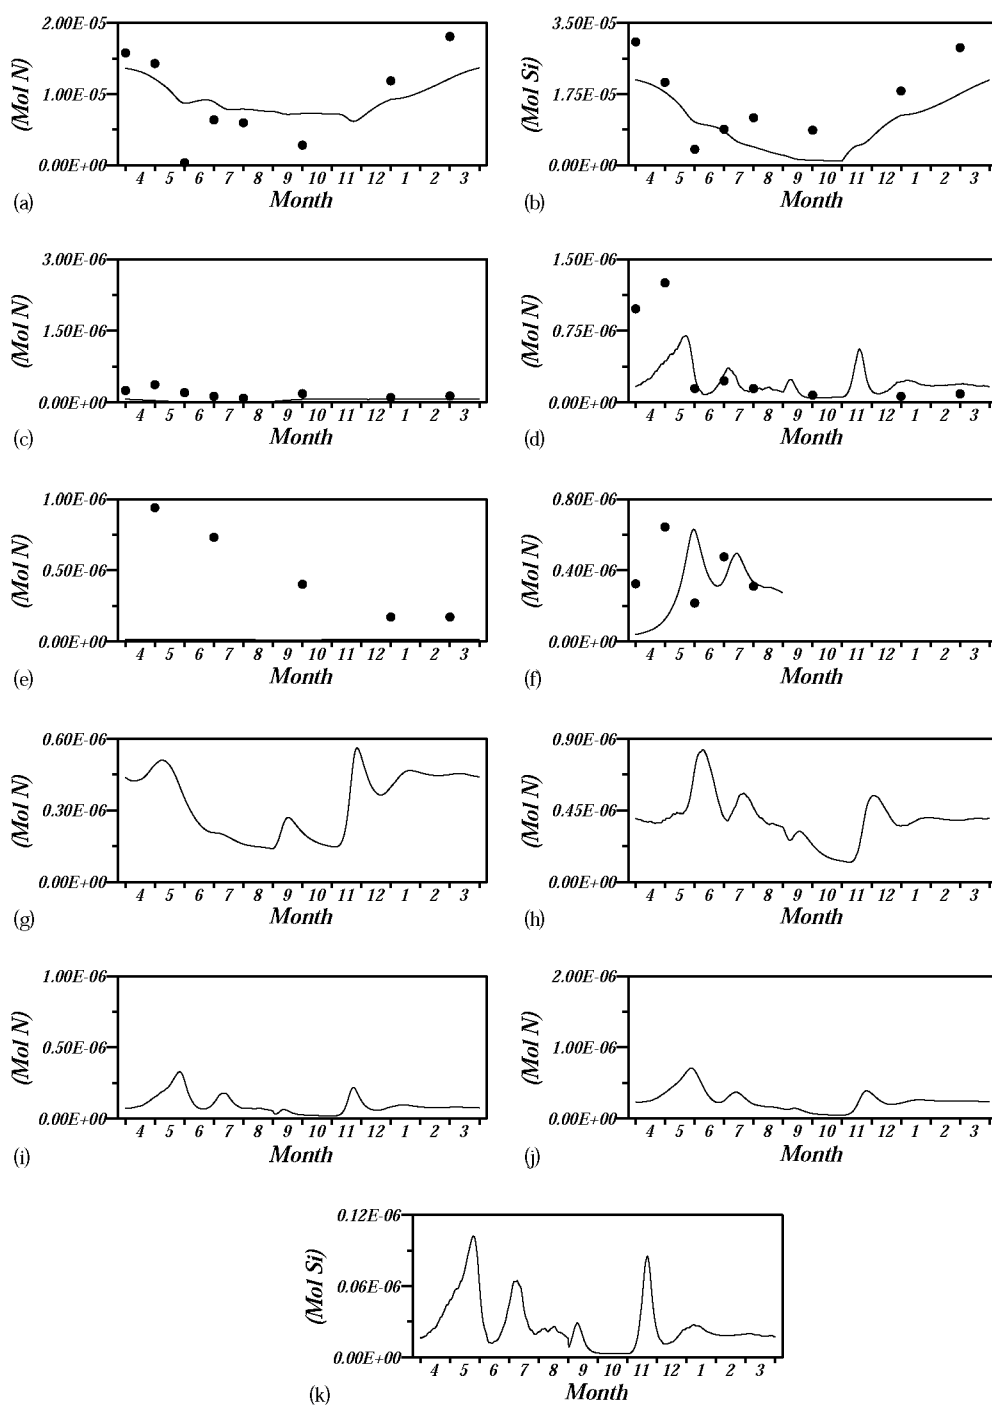 2.00E-05
1.00E-05
0.00E+00
(Mol N)
4 5 6 7 8 9 10 11 12 1 2 3
Month
(a)
3.50E-05
1.75E-05
0.00E+00
(Mol Si)
4 5 6 7 8 9 10 11 12 1 2 3
Month
(b)
3.00E-06
1.50E-06
0.00E+00
(Mol N)
4 5 6 7 8 9 10 11 12 1 2 3
Month
(c)
1.50E-06
0.75E-06
0.00E+00
(Mol N)
4 5 6 7 8 9 10 11 12 1 2 3
Month
(d)
1.00E-06
0.50E-06
0.00E+00
(Mol N)
4 5 6 7 8 9 10 11 12 1 2 3
Month
(e)
0.80E-06
0.40E-06
0.00E+00
(Mol N)
4 5 6 7 8 9 10 11 12 1 2 3
Month
(f)
0.60E-06
0.30E-06
0.00E+00
(Mol N)
4 5 6 7 8 9 10 11 12 1 2 3
Month
(g)
0.90E-06
0.45E-06
0.00E+00
(Mol N)
4 5 6 7 8 9 10 11 12 1 2 3
Month
(h)
1.00E-06
0.50E-06
0.00E+00
(Mol N)
4 5 6 7 8 9 10 11 12 1 2 3
Month
(i)
2.00E-06
1.00E-06
0.00E+00
(Mol N)
4 5 6 7 8 9 10 11 12 1 2 3
Month
(j)
0.12E-06
0.06E-06
0.00E+00
(Mol Si)
4 5 6 7 8 9 10 11 12 1 2 3
Month
(k)